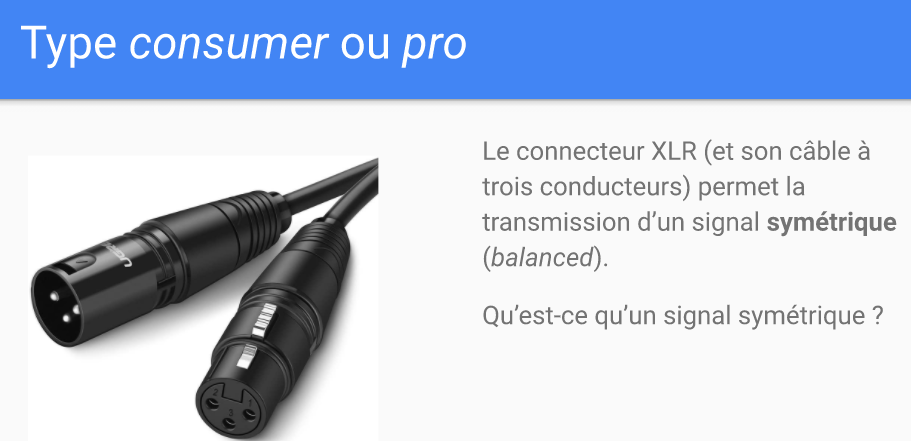 Type consumer ou pro
Le connecteur XLR (et son câble à
trois conducteurs) permet la
transmission d'un signal symétrique
(balanced).
Qu'est-ce qu'un signal symétrique ?